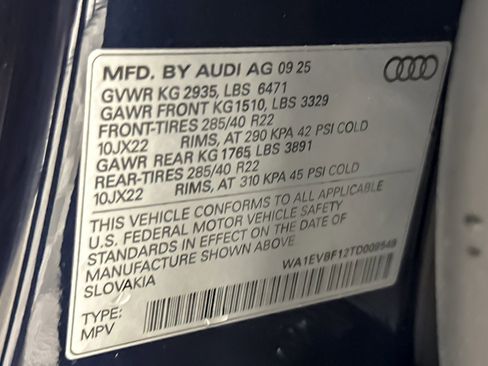 MFD. BY AUDI AG 09 25
GVWR KG 2935, LBS 6471
GAWR FRONT KG1510, LBS 3329
FRONT-TIRES 285/40 R22
10JX22 RIMS, AT 290 KPA 42 PSI COLD
GAWR REAR KG 1765, LBS 3891
REAR-TIRES 285/40 R22
10JX22 RIMS, AT 310 KPA 45 PSI COLD
THIS VEHICLE CONFORMS TO ALL APPLICABLE
U.S. FEDERAL MOTOR VEHICLE SAFETY
STANDARDS IN EFFECT ON THE DATE OF
MANUFACTURE SHOWN ABOVE.
SLOVAKIA
TYPE:
MPV